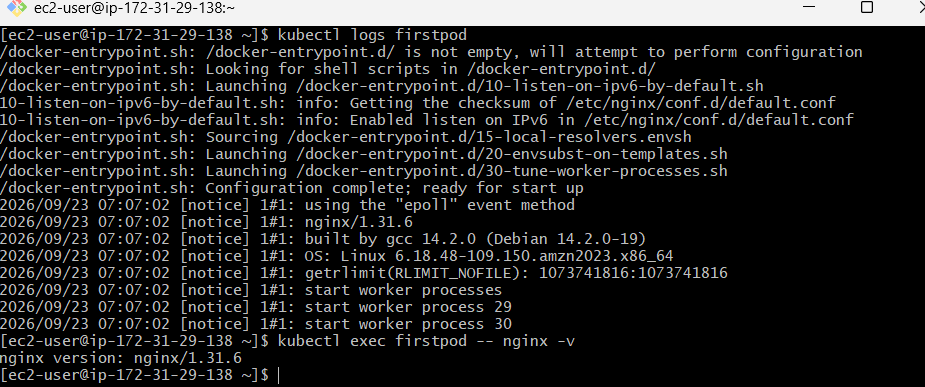 ec2-user@ip-172-31-29-138:~
[ec2-user@ip-172-31-29-138 ~]$ kubectl logs firstpod
/docker-entrypoint.sh: /docker-entrypoint.d/ is not empty, will attempt to perform configuration
/docker-entrypoint.sh: Looking for shell scripts in /docker-entrypoint.d/
/docker-entrypoint.sh: Launching /docker-entrypoint.d/10-listen-on-ipv6-by-default.sh
10-listen-on-ipv6-by-default.sh: info: Getting the checksum of /etc/nginx/conf.d/default.conf
10-listen-on-ipv6-by-default.sh: info: Enabled listen on IPv6 in /etc/nginx/conf.d/default.conf
/docker-entrypoint.sh: Sourcing /docker-entrypoint.d/15-local-resolvers.envsh
/docker-entrypoint.sh: Launching /docker-entrypoint.d/20-envsubst-on-templates.sh
/docker-entrypoint.sh: Launching /docker-entrypoint.d/30-tune-worker-processes.sh
/docker-entrypoint.sh: Configuration complete; ready for start up
2026/09/23 07:07:02 [notice] 1#1: using the "epoll" event method
2026/09/23 07:07:02 [notice] 1#1: nginx/1.31.6
2026/09/23 07:07:02 [notice] 1#1: built by gcc 14.2.0 (Debian 14.2.0-19)
2026/09/23 07:07:02 [notice] 1#1: OS: Linux 6.18.48-109.150.amzn2023.x86_64
2026/09/23 07:07:02 [notice] 1#1: getrlimit(RLIMIT_NOFILE): 1073741816:1073741816
2026/09/23 07:07:02 [notice] 1#1: start worker processes
2026/09/23 07:07:02 [notice] 1#1: start worker process 29
2026/09/23 07:07:02 [notice] 1#1: start worker process 30
[ec2-user@ip-172-31-29-138 ~]$ kubectl exec firstpod -- nginx -v
nginx version: nginx/1.31.6
[ec2-user@ip-172-31-29-138 ~]$